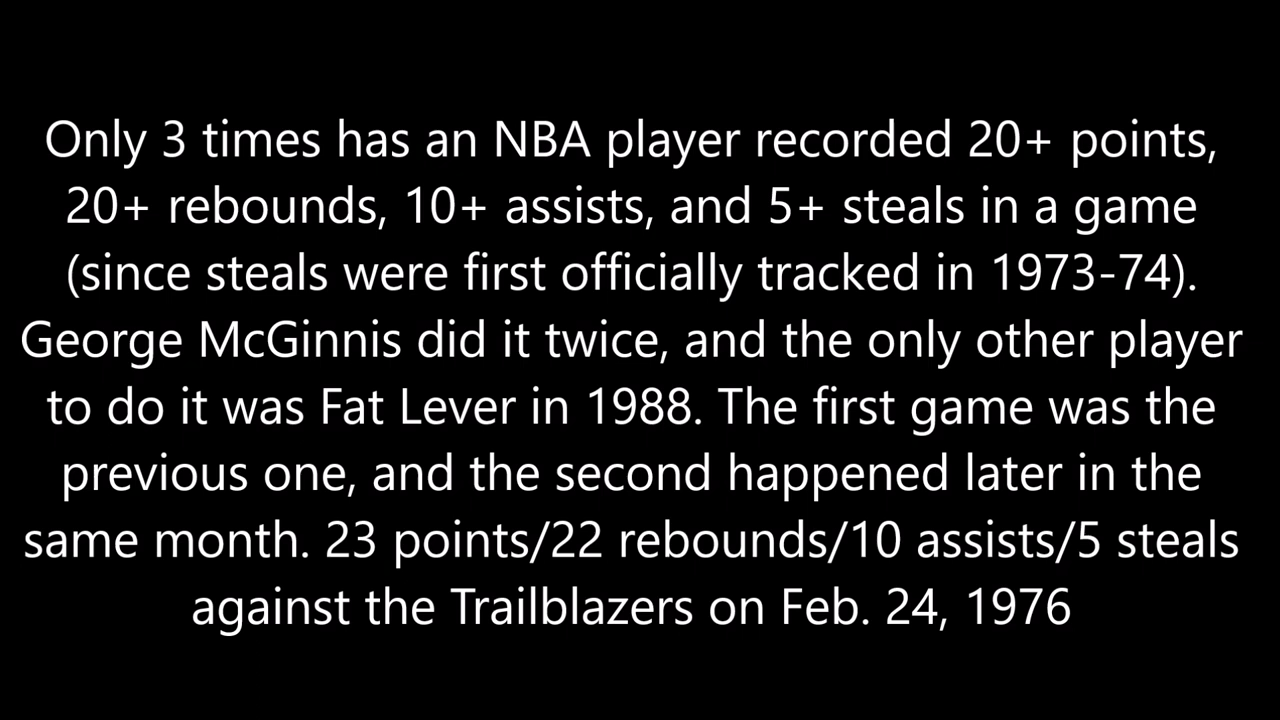 Only 3 times has an NBA player recorded 20+ points,
20+ rebounds, 10+ assists, and 5+ steals in a game
(since steals were first officially tracked in 1973-74).
George McGinnis did it twice, and the only other player
to do it was Fat Lever in 1988. The first game was the
previous one, and the second happened later in the
same month. 23 points/22 rebounds/10 assists/5 steals
against the Trailblazers on Feb. 24, 1976